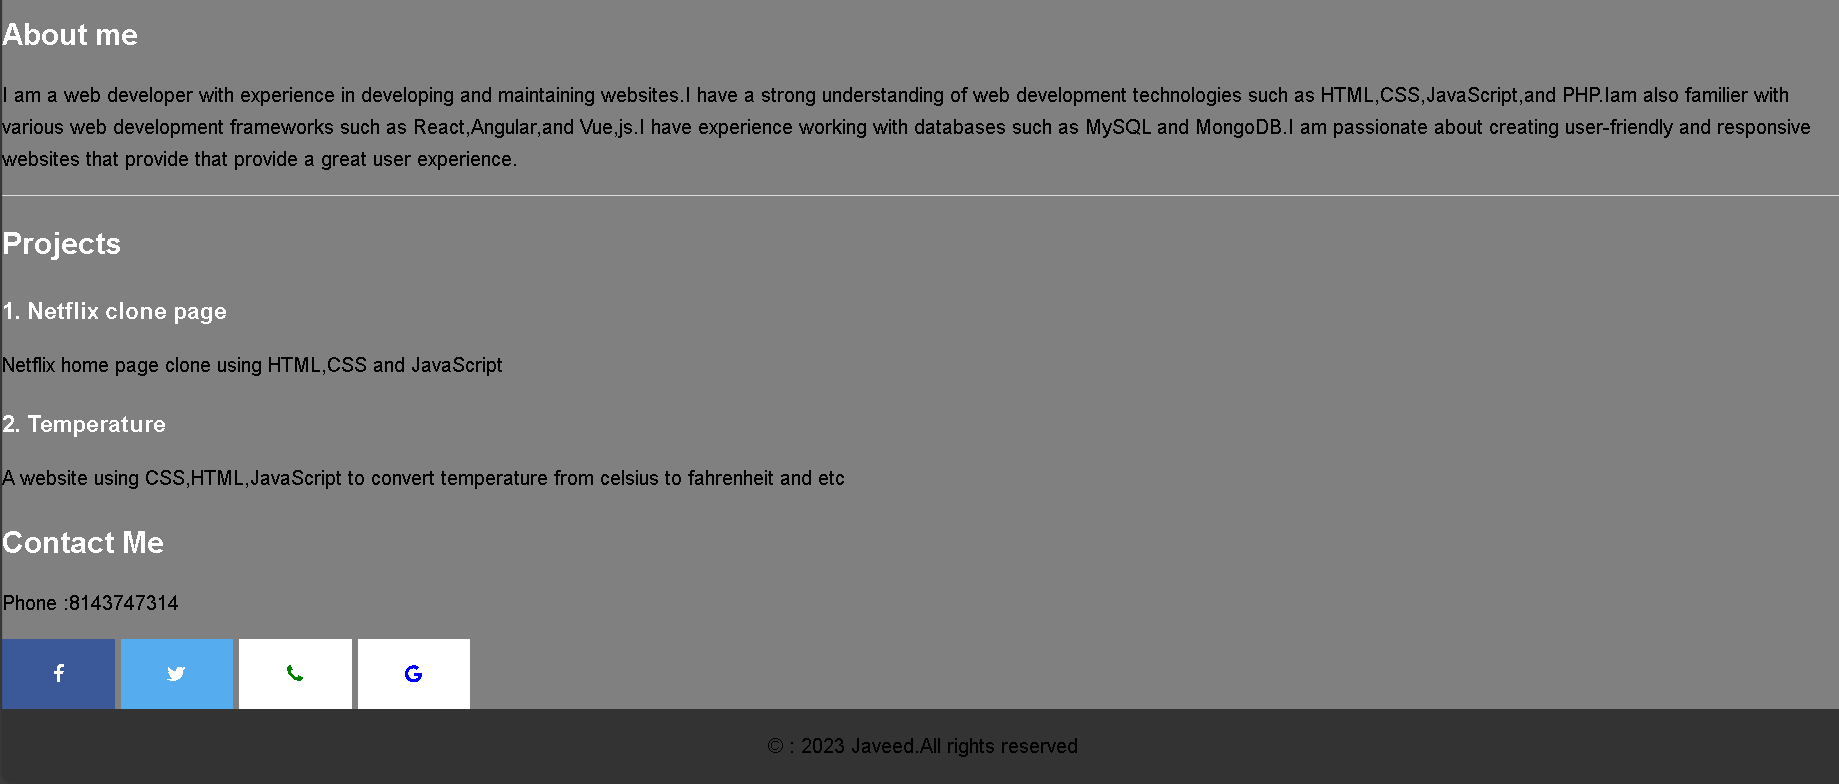 About me
I am a web developer with experience in developing and maintaining websites.I have a strong understanding of web development technologies such as HTML,CSS,JavaScript,and PHP.Iam also familier with
various web development frameworks such as React,Angular,and Vue,js.I have experience working with databases such as MySQL and MongoDB.I am passionate about creating user-friendly and responsive
websites that provide that provide a great user experience.
Projects
1. Netflix clone page
Netflix home page clone using HTML,CSS and JavaScript
2. Temperature
A website using CSS,HTML,JavaScript to convert temperature from celsius to fahrenheit and etc
Contact Me
Phone :8143747314
© : 2023 Javeed.All rights reserved